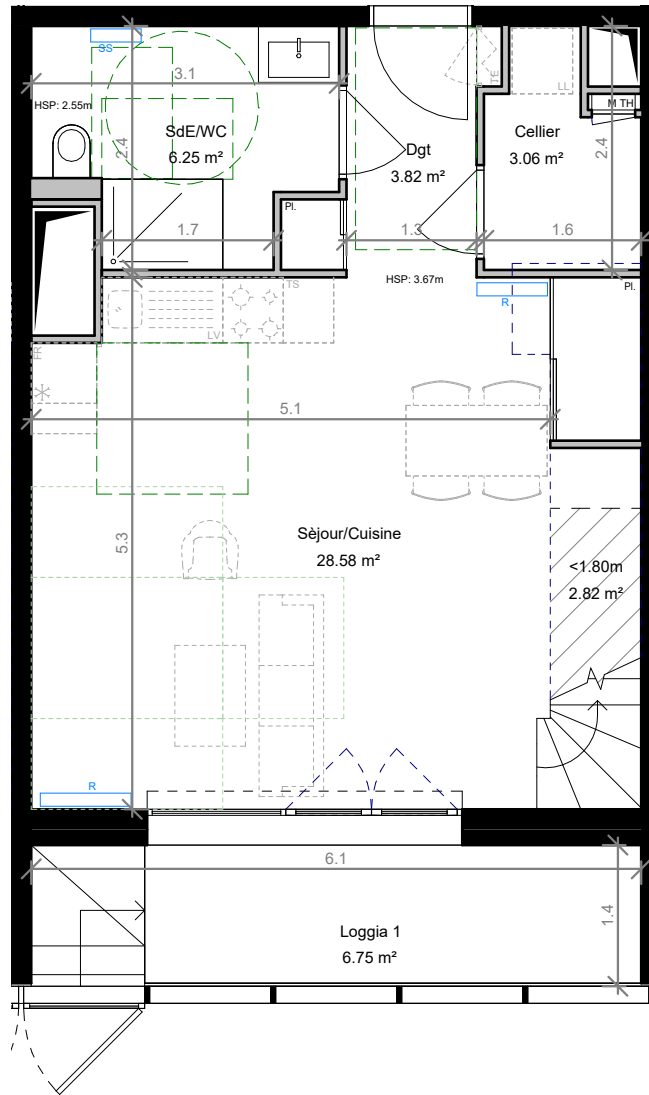 SS
3.1
HSP: 2.55m
2.4
SdE/WC
6.25 m²
TE
LL
M TH
Dgt
3.82 m²
Cellier
3.06 m²
2.4
Pl.
1.7
1.3
1.6
HSP: 3.67m
R
Pl.
TS
LV
FR
5.1
5.3
Sèjour/Cuisine
28.58 m²
<1.80m
2.82 m²
R
6.1
1.4
Loggia 1
6.75 m²